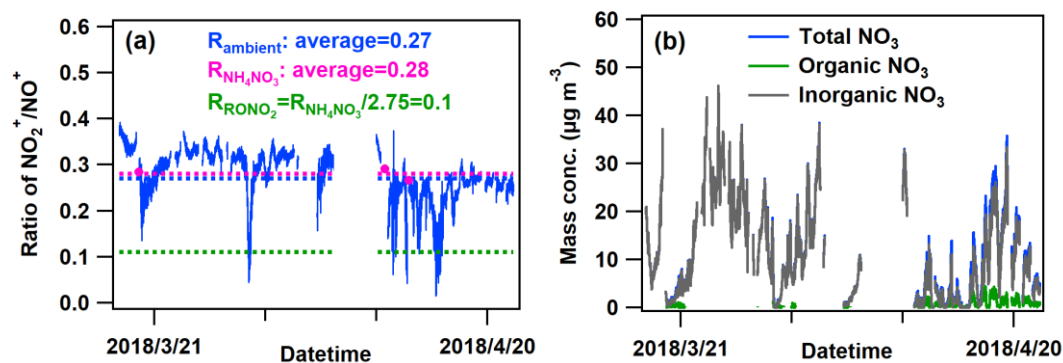 (a)
R_ambient: average=0.27
R_NH₄NO₃: average=0.28
R_RONO₂=R_NH₄NO₃/2.75=0.1
Ratio of NO₂⁺/NO⁺
0.6
0.5
0.4
0.3
0.2
0.1
0.0
2018/3/21
Datetime
2018/4/20
(b)
Total NO₃
Organic NO₃
Inorganic NO₃
Mass conc. (µg m⁻³)
60
50
40
30
20
10
0
2018/3/21
Datetime
2018/4/20